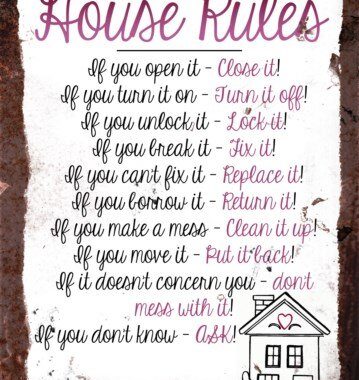 House Rules
If you open it - Close it!
If you turn it on - Turn it off!
If you unlock it - Lock it!
If you break it - Fix it!
If you cant fix it - Replace it!
If you borrow it - Return it!
If you make a mess - Clean it up!
If you move it - Put it back!
If it doesn't concern you - don't
mess with it!
If you don't know - ASK!